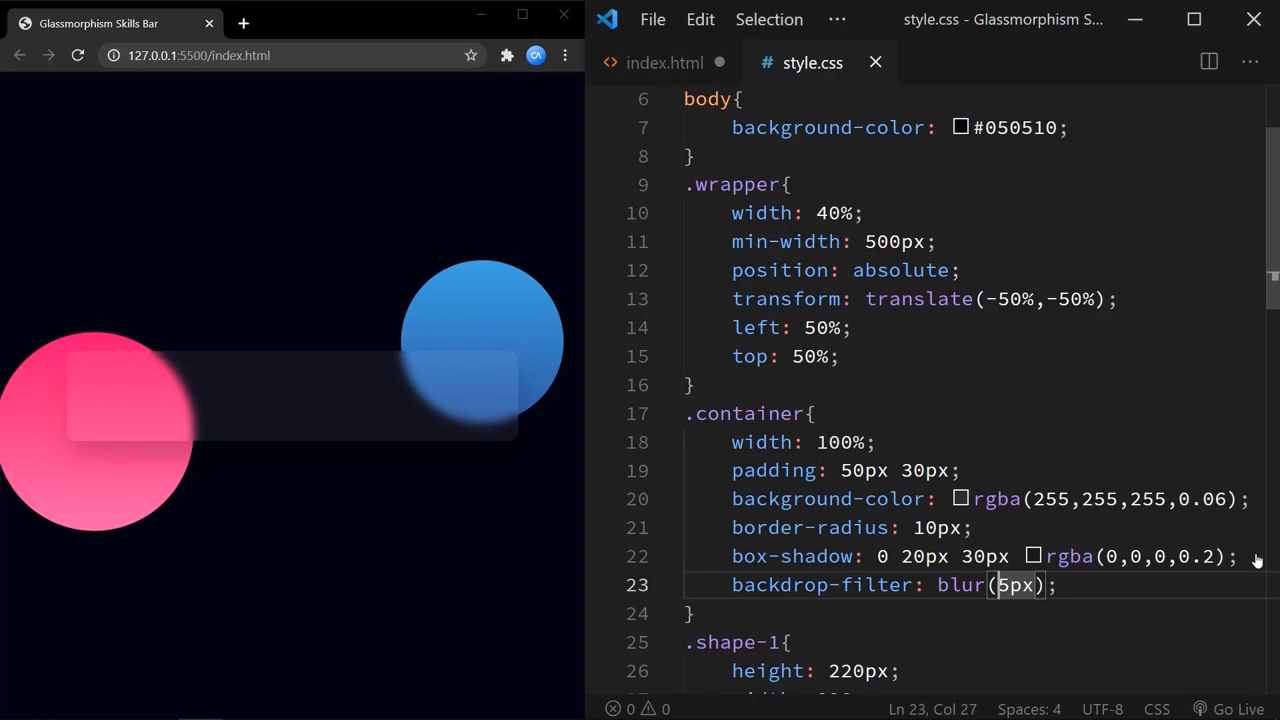 Glassmorphism Skills Bar
127.0.0.1:5500/index.html
CA
File Edit Selection ··· style.css - Glassmorphism S...
index.html
# style.css
6 body{
7 background-color: #050510;
8 }
9 .wrapper{
10 width: 40%;
11 min-width: 500px;
12 position: absolute;
13 transform: translate(-50%,-50%);
14 left: 50%;
15 top: 50%;
16 }
17 .container{
18 width: 100%;
19 padding: 50px 30px;
20 background-color: rgba(255,255,255,0.06);
21 border-radius: 10px;
22 box-shadow: 0 20px 30px rgba(0,0,0,0.2);
23 backdrop-filter: blur(5px);
24 }
25 .shape-1{
26 height: 220px;
0 0 Ln 23, Col 27 Spaces: 4 UTF-8 CSS Go Live